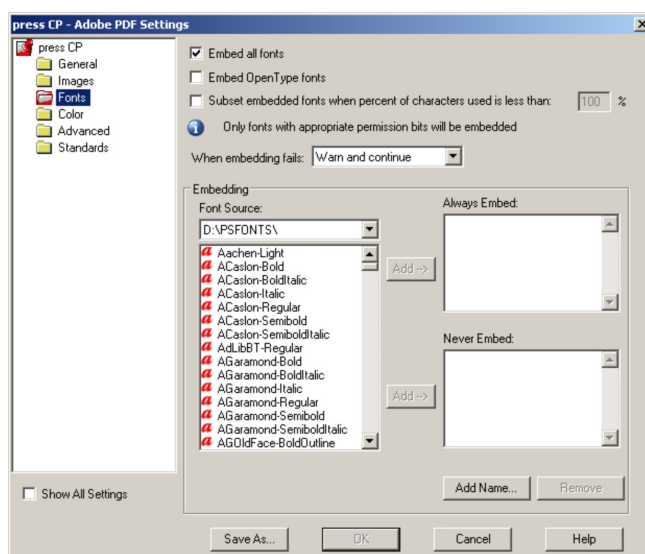 press CP - Adobe PDF Settings
press CP
General
Images
Fonts
Color
Advanced
Standards
Show All Settings
Embed all fonts
Embed OpenType fonts
Subset embedded fonts when percent of characters used is less than: 100 %
Only fonts with appropriate permission bits will be embedded
When embedding fails: Warn and continue
Embedding
Font Source:
D:\PSFONTS\
Aachen-Light
ACaslon-Bold
ACaslon-BoldItalic
ACaslon-Italic
ACaslon-Regular
ACaslon-Semibold
ACaslon-SemiboldItalic
AdLibBT-Regular
AGaramond-Bold
AGaramond-BoldItalic
AGaramond-Italic
AGaramond-Regular
AGaramond-Semibold
AGaramond-SemiboldItalic
AGOldFace-BoldOutline
Add -->
Add -->
Always Embed:
Never Embed:
Add Name...
Remove
Save As...
OK
Cancel
Help